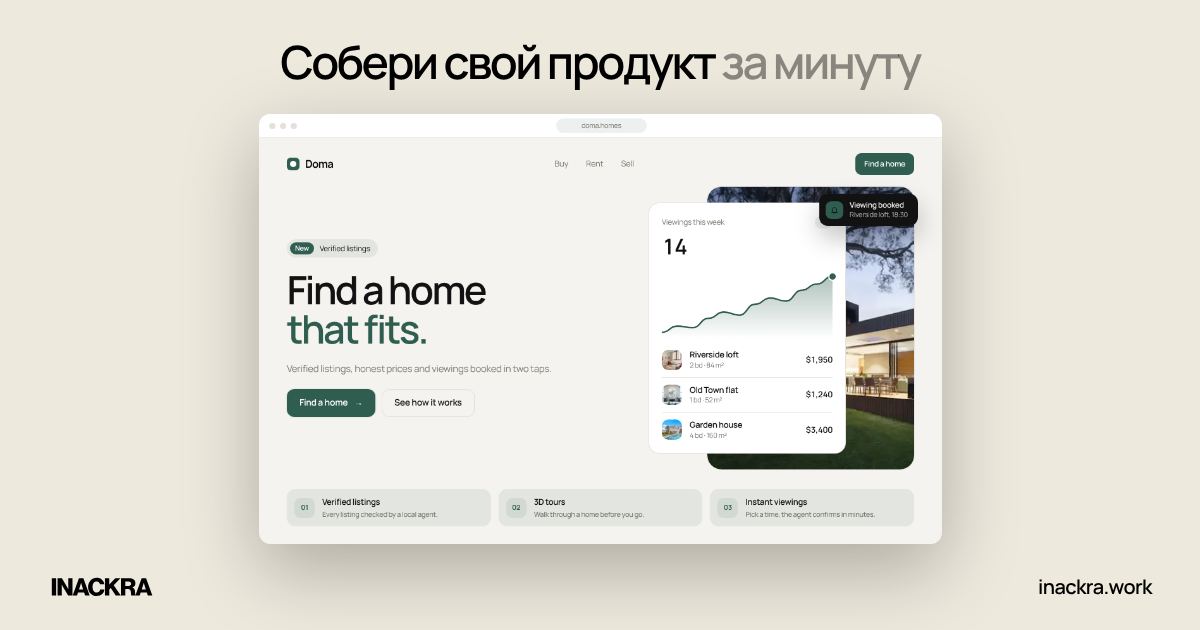 Собери свой продукт за минуту
doma.homes
Doma
Buy Rent Sell
Find a home
Viewing booked
Riverside loft, 18:30
Viewings this week
14
New Verified listings
Find a home
that fits.
Verified listings, honest prices and viewings booked in two taps.
Find a home →
See how it works
Riverside loft
2 bd · 84 m²
$1,950
Old Town flat
1 bd · 52 m²
$1,240
Garden house
4 bd · 160 m²
$3,400
01
Verified listings
Every listing checked by a local agent.
02
3D tours
Walk through a home before you go.
03
Instant viewings
Pick a time, the agent confirms in minutes.
INACKRA
inackra.work